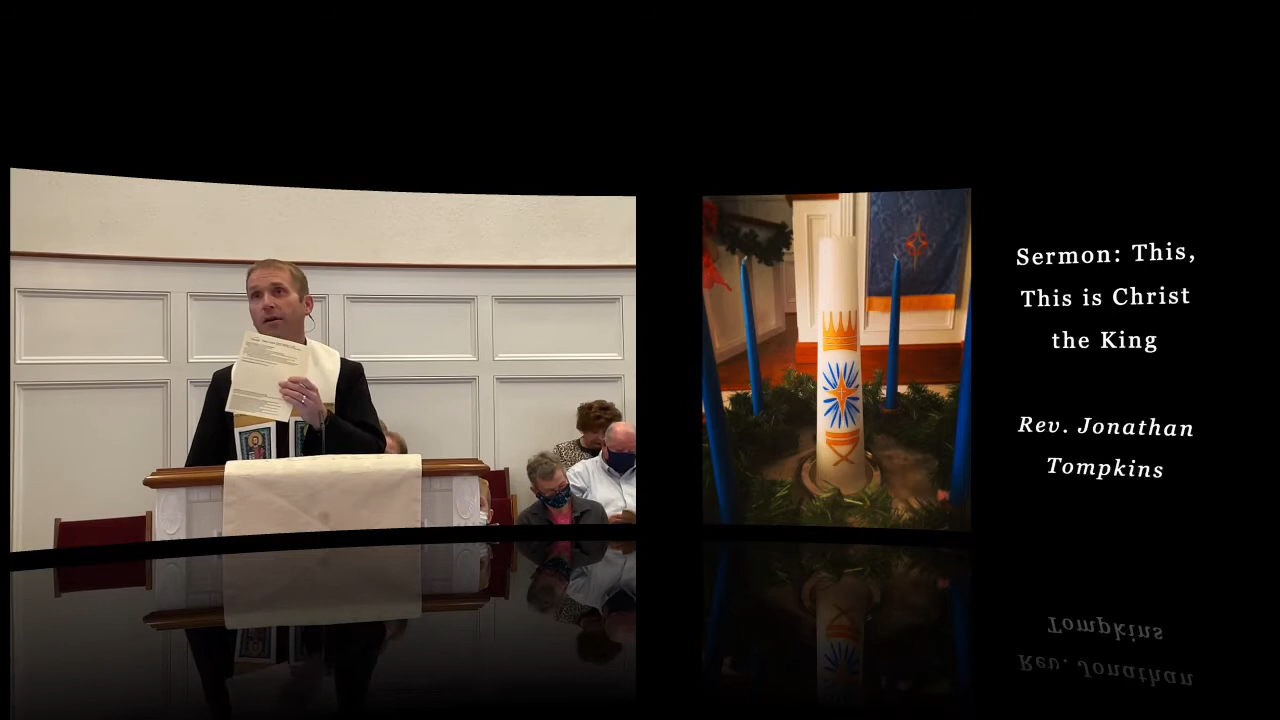 Sermon: This,
This is Christ
the King
Rev. Jonathan
Tompkins